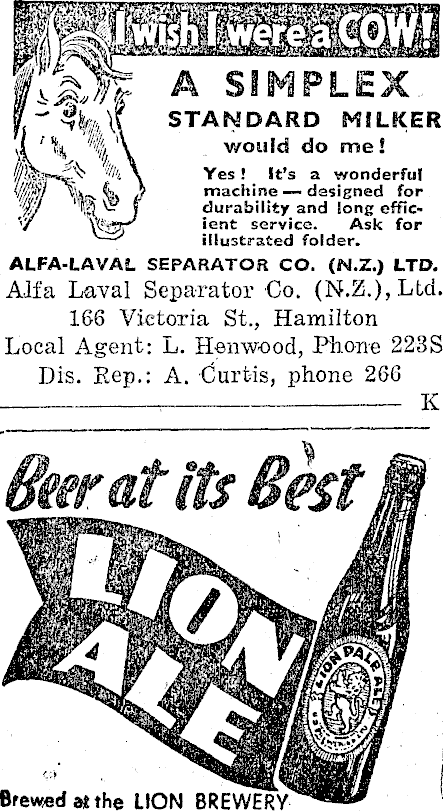 I wish I were a COW!
A SIMPLEX
STANDARD MILKER
would do me!
Yes! It's a wonderful
machine — designed for
durability and long effic-
ient service. Ask for
illustrated folder.
ALFA-LAVAL SEPARATOR CO. (N.Z.) LTD.
Alfa Laval Separator Co. (N.Z.), Ltd.
166 Victoria St., Hamilton
Local Agent: L. Henwood, Phone 223S
Dis. Rep.: A. Curtis, phone 266
K
Beer at its Best
LION
ALE
LION PALE ALE
Brewed at the LION BREWERY